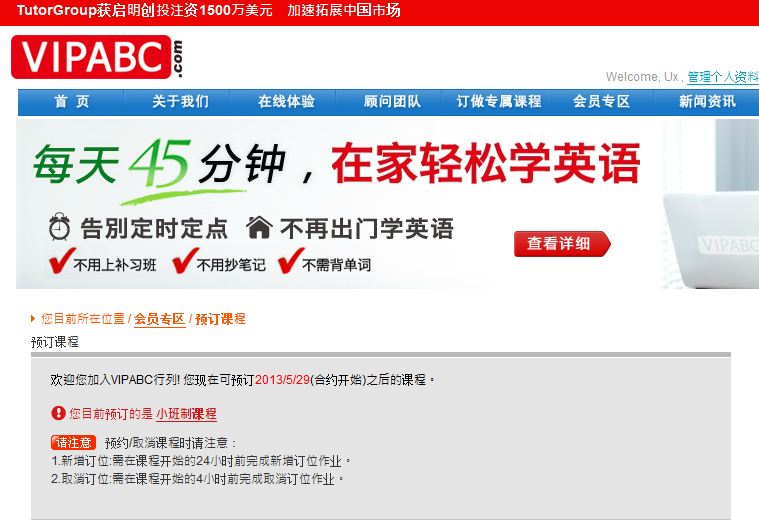 TutorGroup获启明创投注资1500万美元 加速拓展中国市场
VIPABC.com
Welcome, Ux , 管理个人资料
首 页 关于我们 在线体验 顾问团队 订做专属课程 会员专区 新闻资讯
每天45分钟，在家轻松学英语
告别定时定点 不再出门学英语
查看详细
不用上补习班 不用抄笔记 不需背单词
VIPABC
您目前所在位置 / 会员专区 / 预订课程
预订课程
欢迎您加入VIPABC行列! 您现在可预订2013/5/29(合约开始)之后的课程。
您目前预订的是 小班制课程
请注意 预约/取消课程时请注意：
1.新增订位:需在课程开始的24小时前完成新增订位作业。
2.取消订位:需在课程开始的4小时前完成取消订位作业。